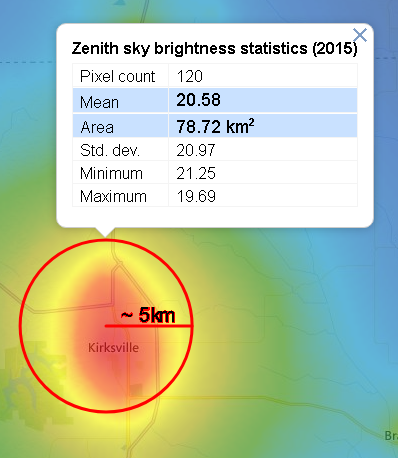 Zenith sky brightness statistics (2015)
Pixel count 120
Mean 20.58
Area 78.72 km²
Std. dev. 20.97
Minimum 21.25
Maximum 19.69
~ 5km
Kirksville
Bra